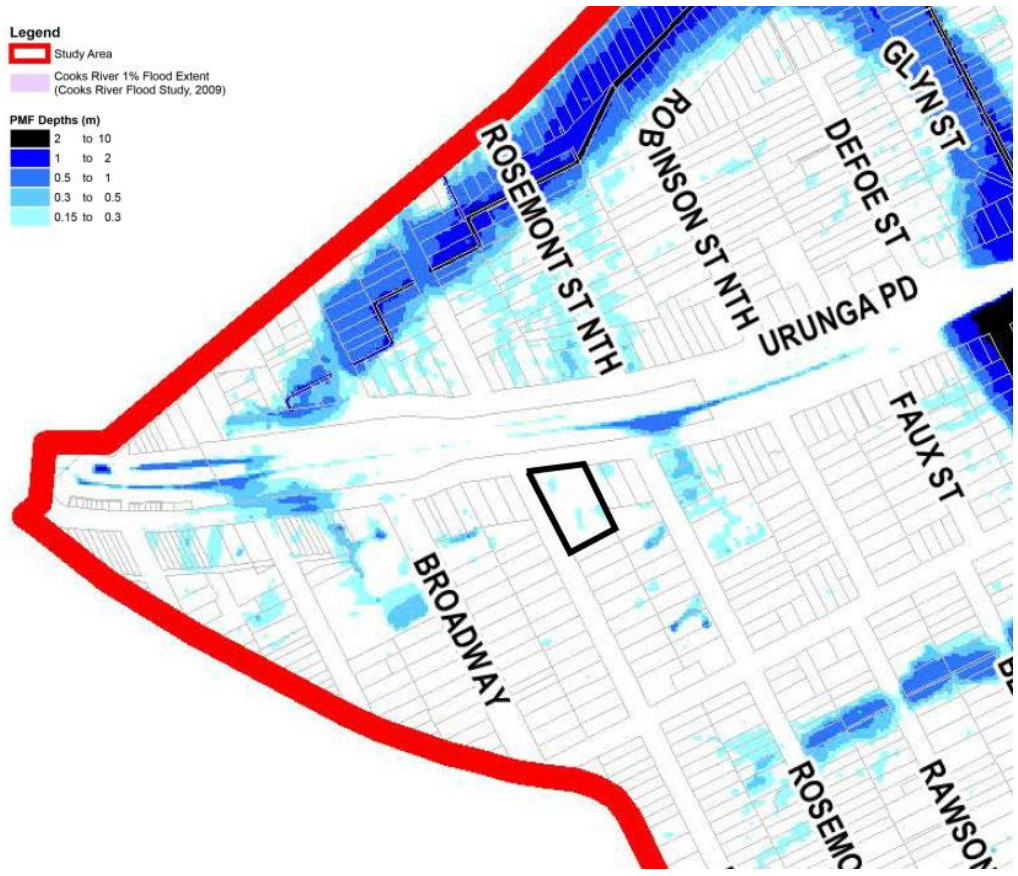 Legend
Study Area
Cooks River 1% Flood Extent
(Cooks River Flood Study, 2009)
PMF Depths (m)
2 to 10
1 to 2
0.5 to 1
0.3 to 0.5
0.15 to 0.3
GLYN ST
DEFOE ST
ROBINSON ST NTH
ROSEMONT ST NTH
URUNGA PD
FAUX ST
BROADWAY
ROSEMO
RAWSON
BE